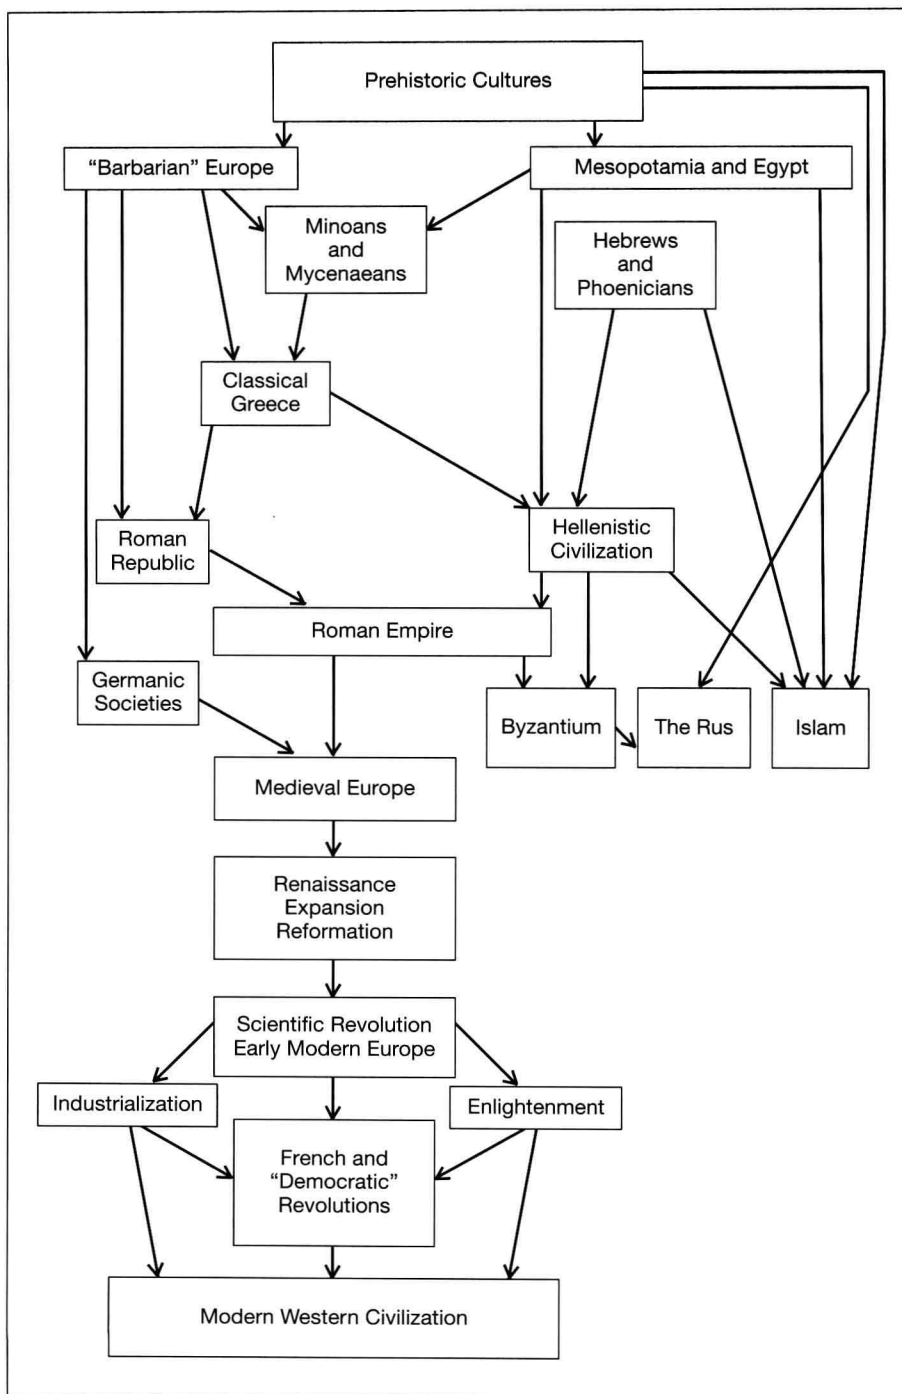 Prehistoric Cultures
“Barbarian” Europe
Mesopotamia and Egypt
Minoans
and
Mycenaeans
Hebrews
and
Phoenicians
Classical
Greece
Roman
Republic
Hellenistic
Civilization
Roman Empire
Germanic
Societies
Byzantium
The Rus
Islam
Medieval Europe
Renaissance
Expansion
Reformation
Scientific Revolution
Early Modern Europe
Industrialization
Enlightenment
French and
“Democratic”
Revolutions
Modern Western Civilization